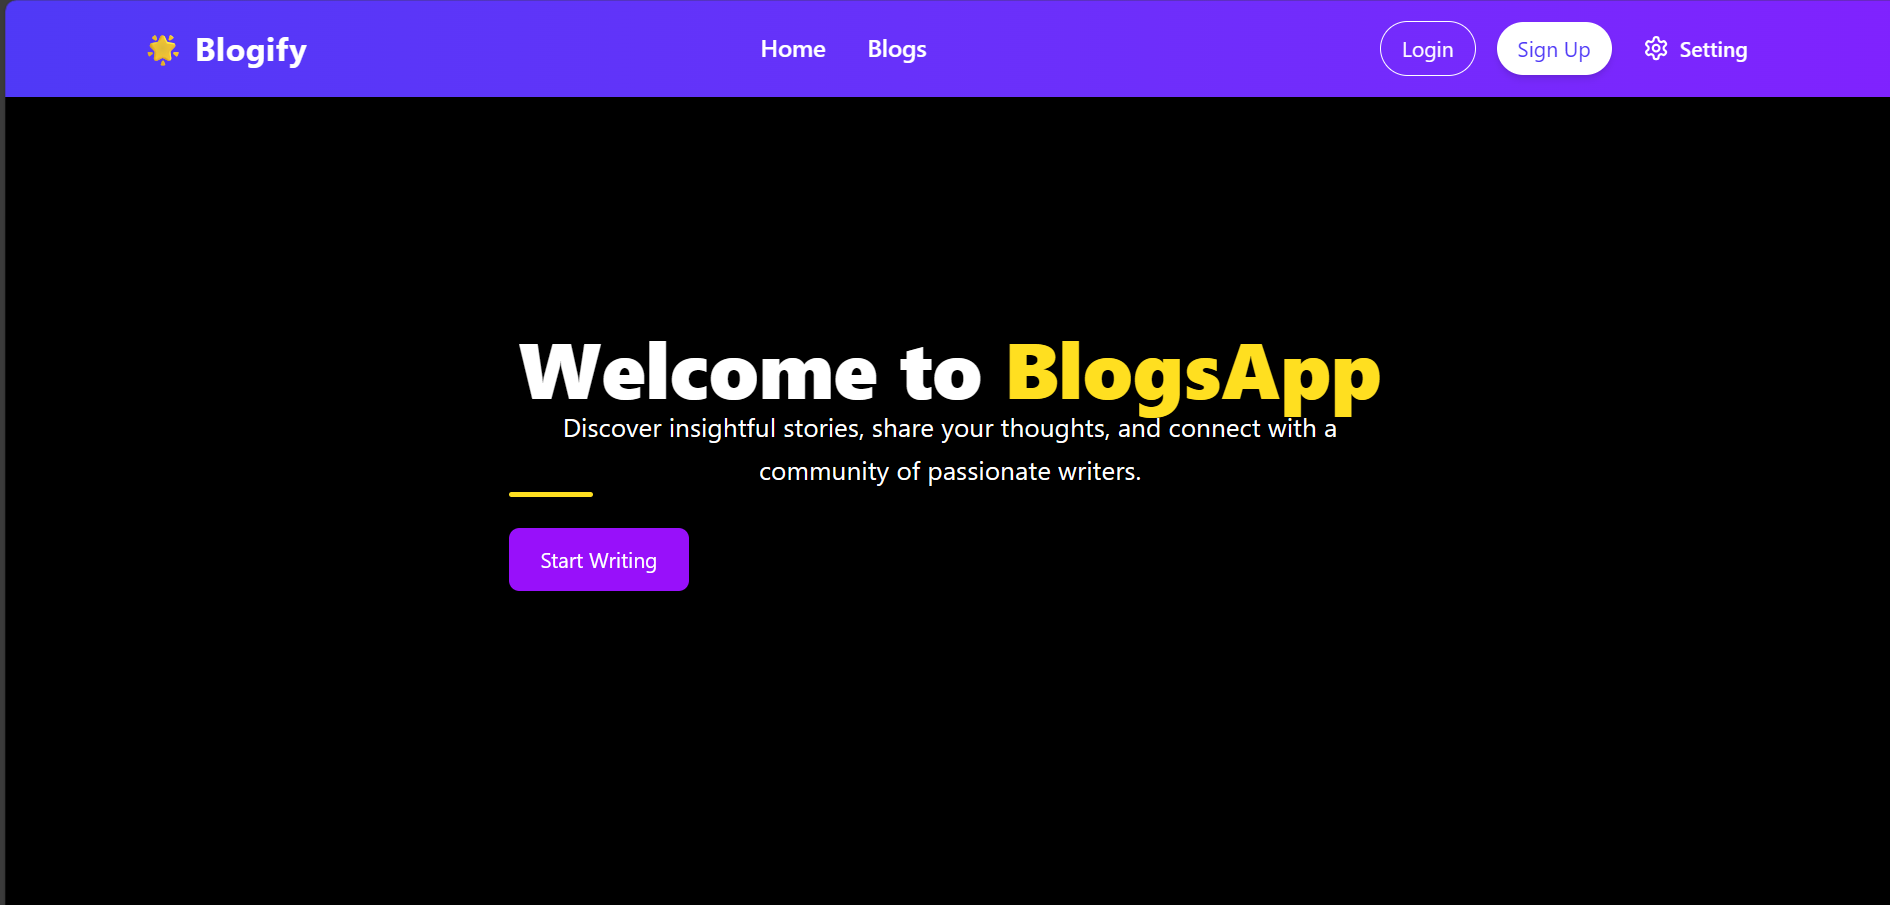 Blogify
Home
Blogs
Login
Sign Up
Setting
Welcome to BlogsApp
Discover insightful stories, share your thoughts, and connect with a
community of passionate writers.
Start Writing